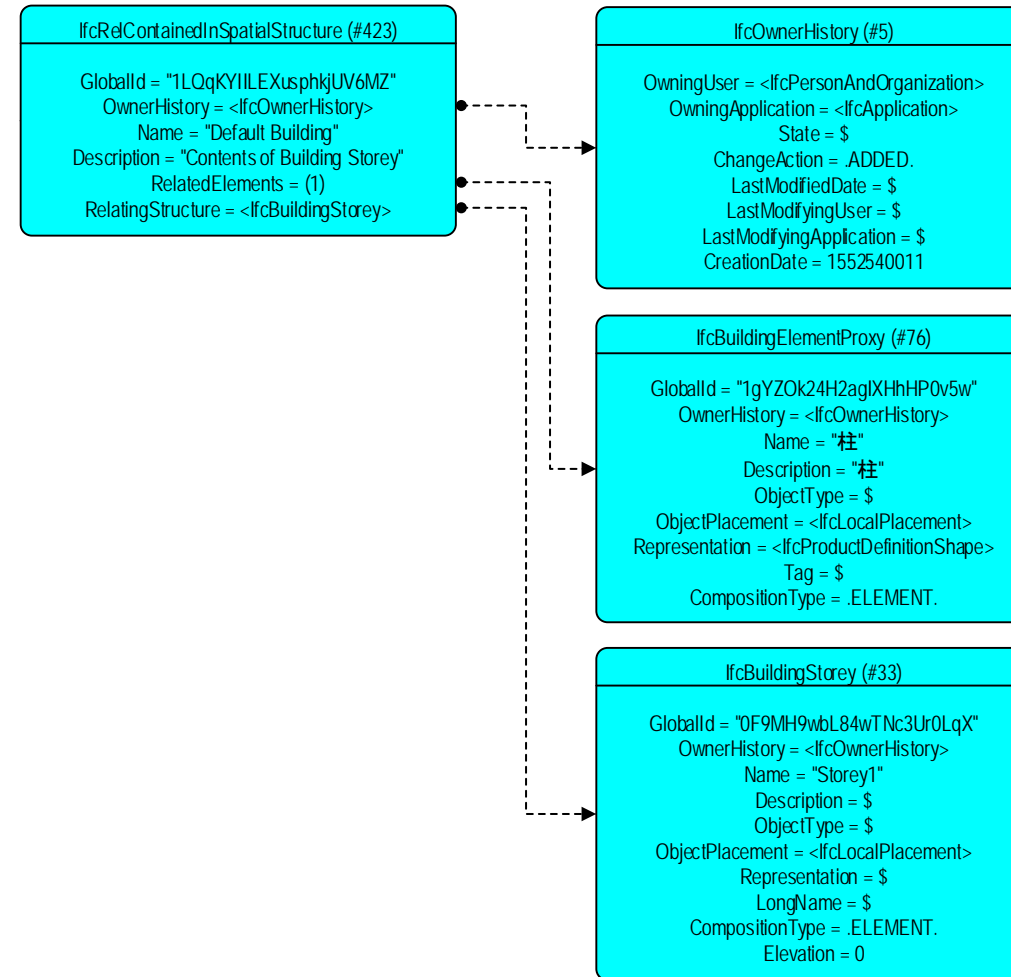 IfcRelContainedInSpatialStructure (#423)
GlobalId = "1LQqKYIILEXusphkjUV6MZ"
OwnerHistory = <IfcOwnerHistory>
Name = "Default Building"
Description = "Contents of Building Storey"
RelatedElements = (1)
RelatingStructure = <IfcBuildingStorey>
IfcOwnerHistory (#5)
OwningUser = <IfcPersonAndOrganization>
OwningApplication = <IfcApplication>
State = $
ChangeAction = .ADDED.
LastModifiedDate = $
LastModifyingUser = $
LastModifyingApplication = $
CreationDate = 1552540011
IfcBuildingElementProxy (#76)
GlobalId = "1gYZOk24H2agIXHhHP0v5w"
OwnerHistory = <IfcOwnerHistory>
Name = "柱"
Description = "柱"
ObjectType = $
ObjectPlacement = <IfcLocalPlacement>
Representation = <IfcProductDefinitionShape>
Tag = $
CompositionType = .ELEMENT.
IfcBuildingStorey (#33)
GlobalId = "0F9MH9wbL84wTNc3Ur0LqX"
OwnerHistory = <IfcOwnerHistory>
Name = "Storey1"
Description = $
ObjectType = $
ObjectPlacement = <IfcLocalPlacement>
Representation = $
LongName = $
CompositionType = .ELEMENT.
Elevation = 0